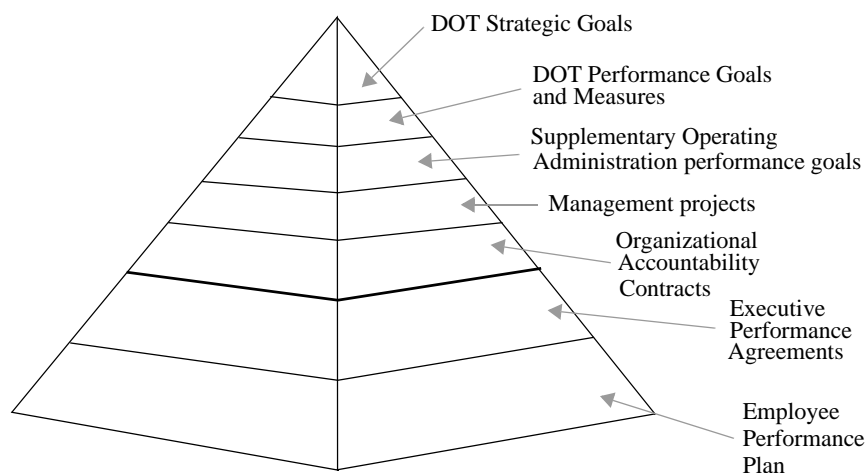 DOT Strategic Goals
DOT Performance Goals
and Measures
Supplementary Operating
Administration performance goals
Management projects
Organizational
Accountability
Contracts
Executive
Performance
Agreements
Employee
Performance
Plan